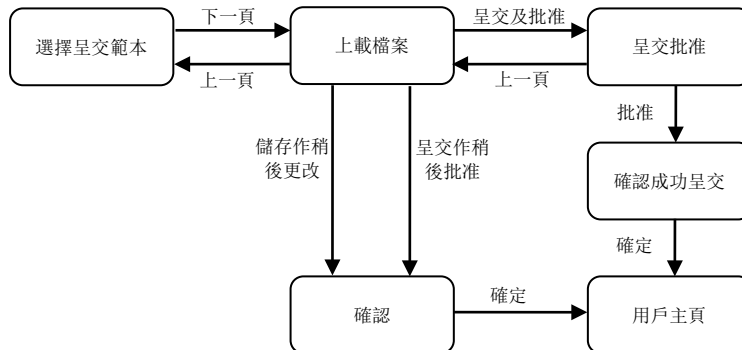 下一頁
呈交及批准
選擇呈交範本
上載檔案
呈交批准
上一頁
上一頁
批准
儲存作稍
後更改
呈交作稍
後批准
確認成功呈交
確定
確認
確定
用戶主頁